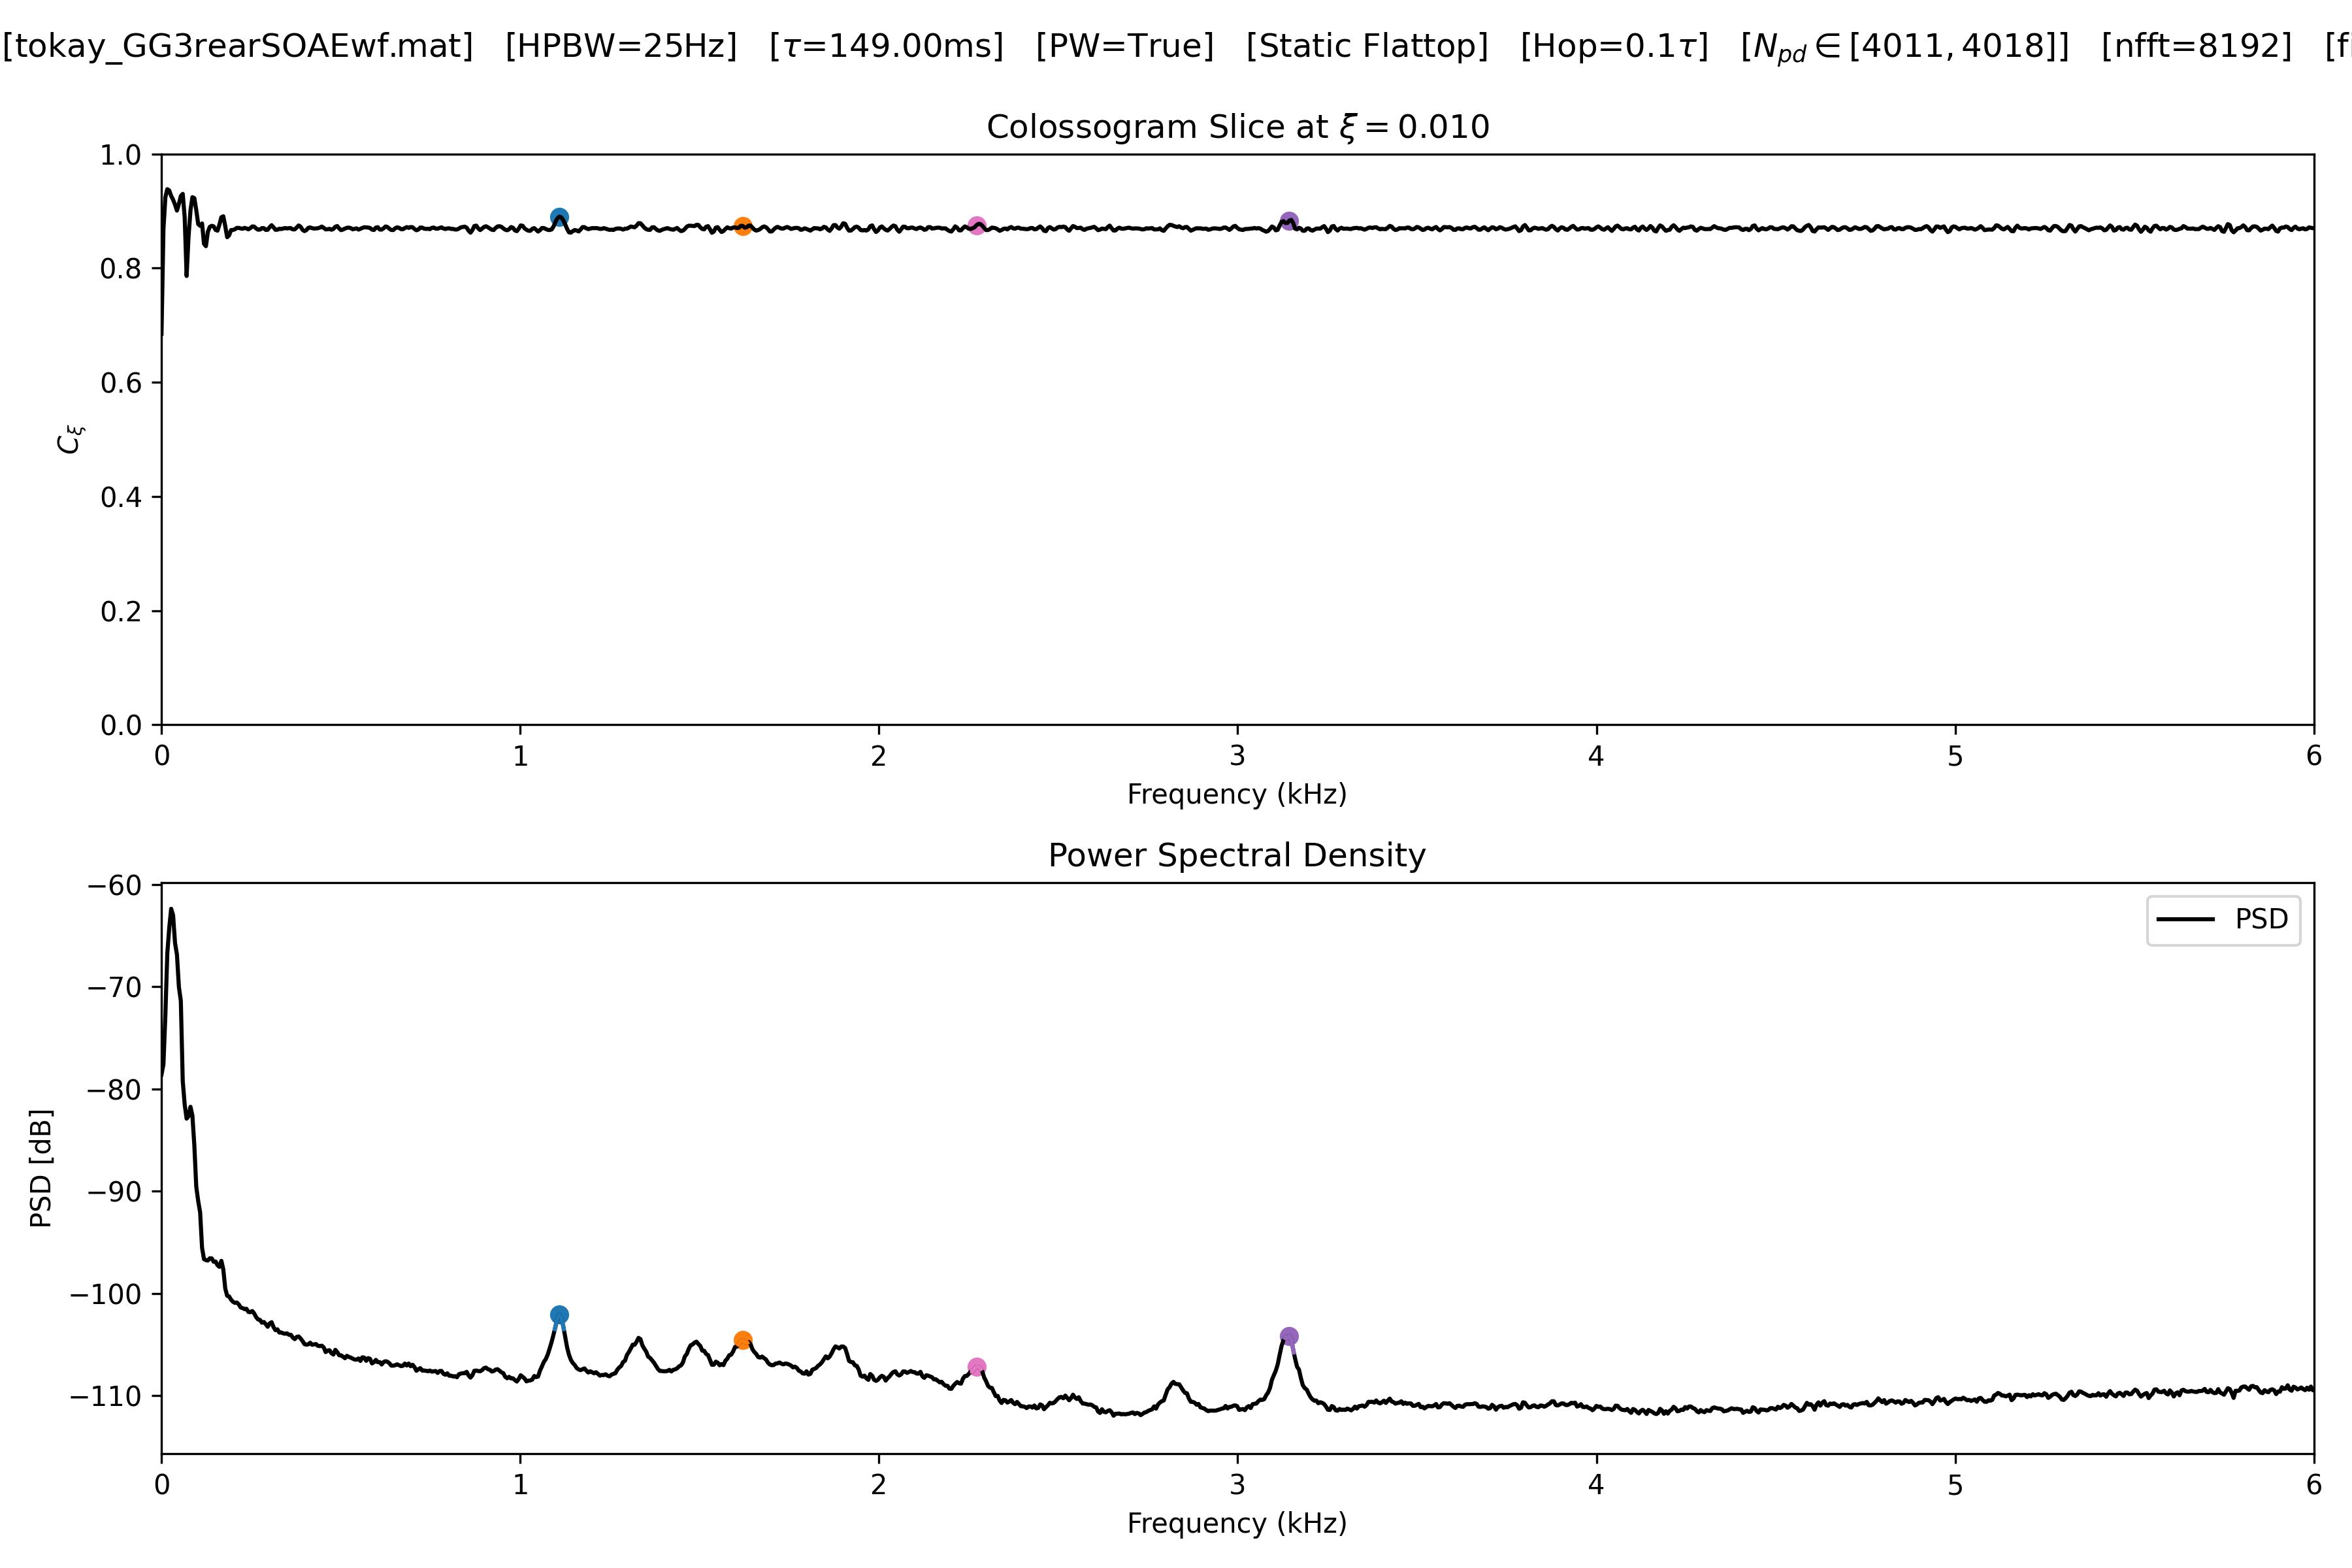 [tokay_GG3rearSOAEwf.mat] [HPBW=25Hz] [τ=149.00ms] [PW=True] [Static Flattop] [Hop=0.1τ] [N_pd ∈ [4011, 4018]] [nfft=8192]
Colossogram Slice at ξ = 0.010
1.0
0.8
0.6
0.4
0.2
0.0
C_ξ
0 1 2 3 4 5 6
Frequency (kHz)
Power Spectral Density
PSD
−60
−70
−80
−90
−100
−110
PSD [dB]
0 1 2 3 4 5 6
Frequency (kHz)